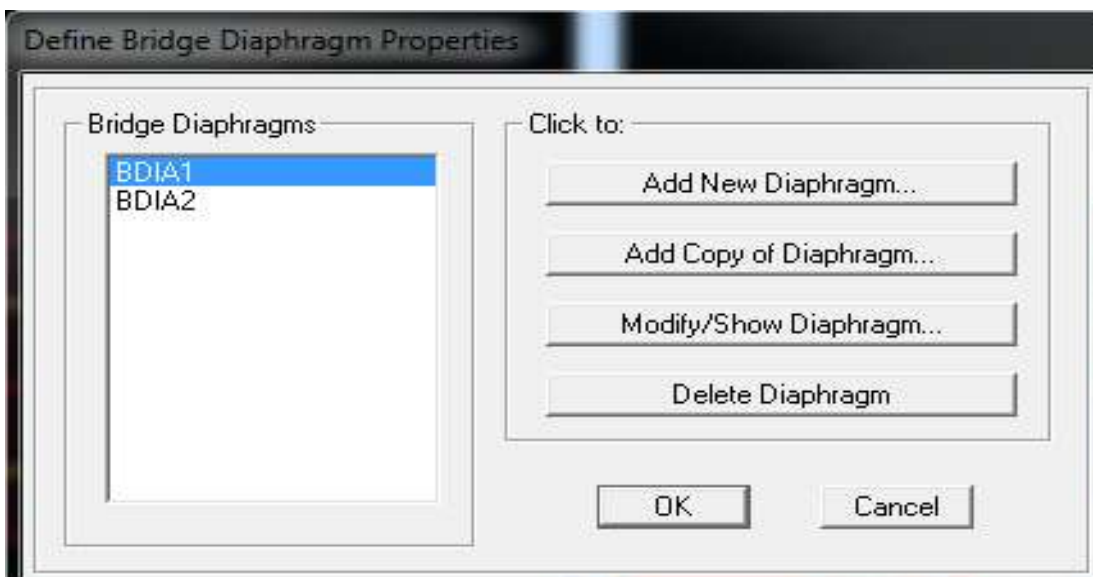 Define Bridge Diaphragm Properties
Bridge Diaphragms
BDIA1
BDIA2
Click to:
Add New Diaphragm...
Add Copy of Diaphragm...
Modify/Show Diaphragm...
Delete Diaphragm
OK
Cancel